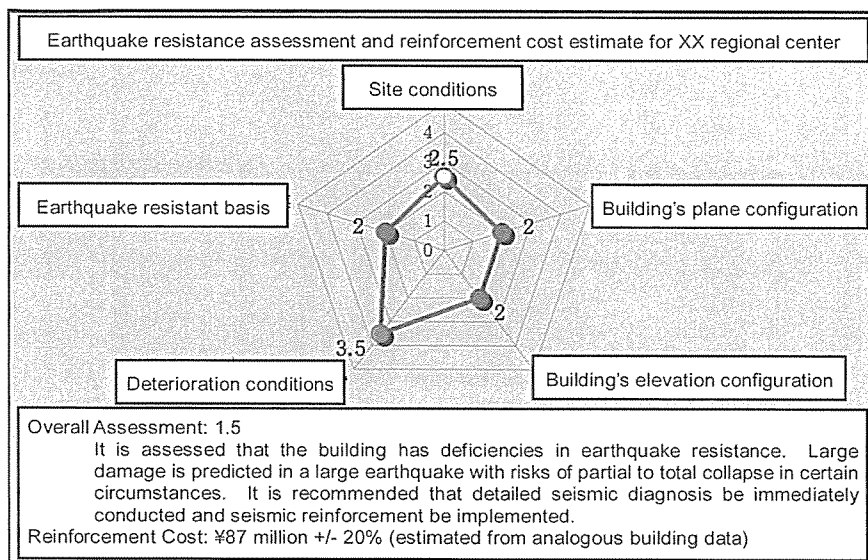 Earthquake resistance assessment and reinforcement cost estimate for XX regional center
Site conditions
4
3
2.5
2
1
0
Earthquake resistant basis
2
Building's plane configuration
2
2
3.5
Deterioration conditions
Building's elevation configuration
Overall Assessment: 1.5
It is assessed that the building has deficiencies in earthquake resistance. Large
damage is predicted in a large earthquake with risks of partial to total collapse in certain
circumstances. It is recommended that detailed seismic diagnosis be immediately
conducted and seismic reinforcement be implemented.
Reinforcement Cost: ¥87 million +/- 20% (estimated from analogous building data)